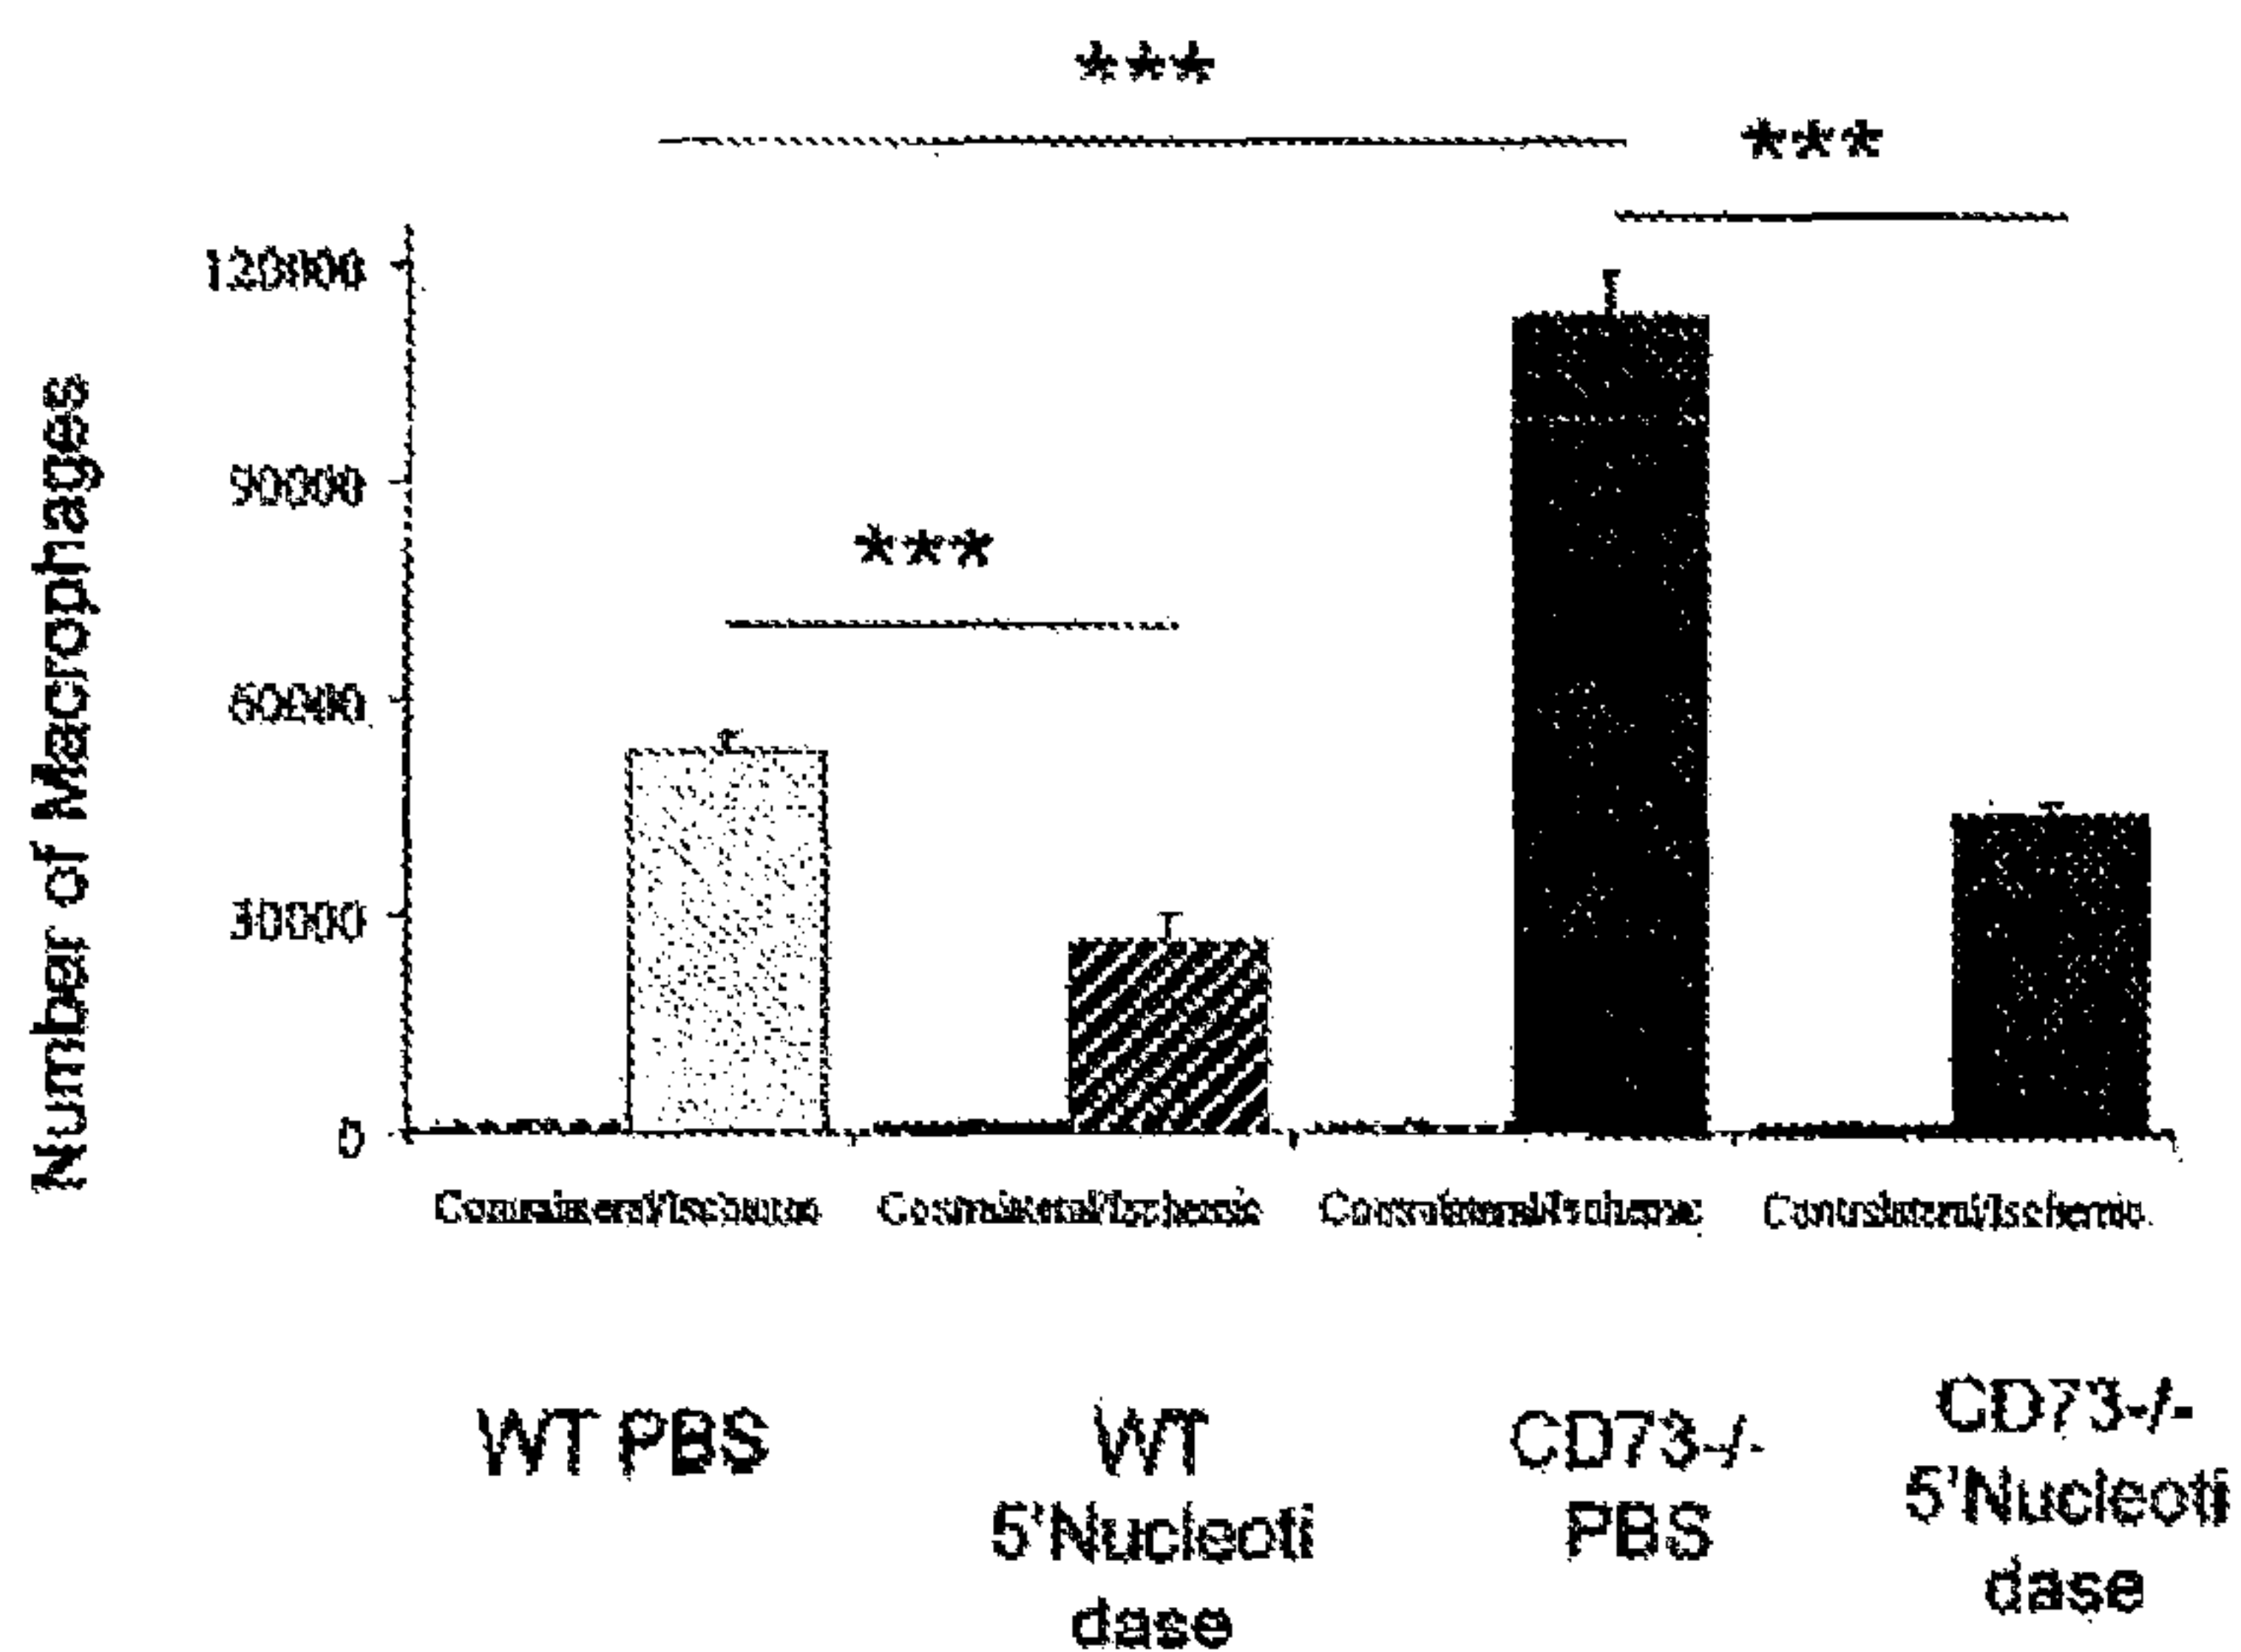 ***
***
120000
90000
***
60000
30000
0
Number of Macrophages
Contralateral/Ischemic
Contralateral/Ischemic
Contralateral/Ischemic
Contralateral/Ischemic
WT PBS
WT
5'Nucleoti
dase
CD73-/-
PBS
CD73-/-
5'Nucleoti
dase